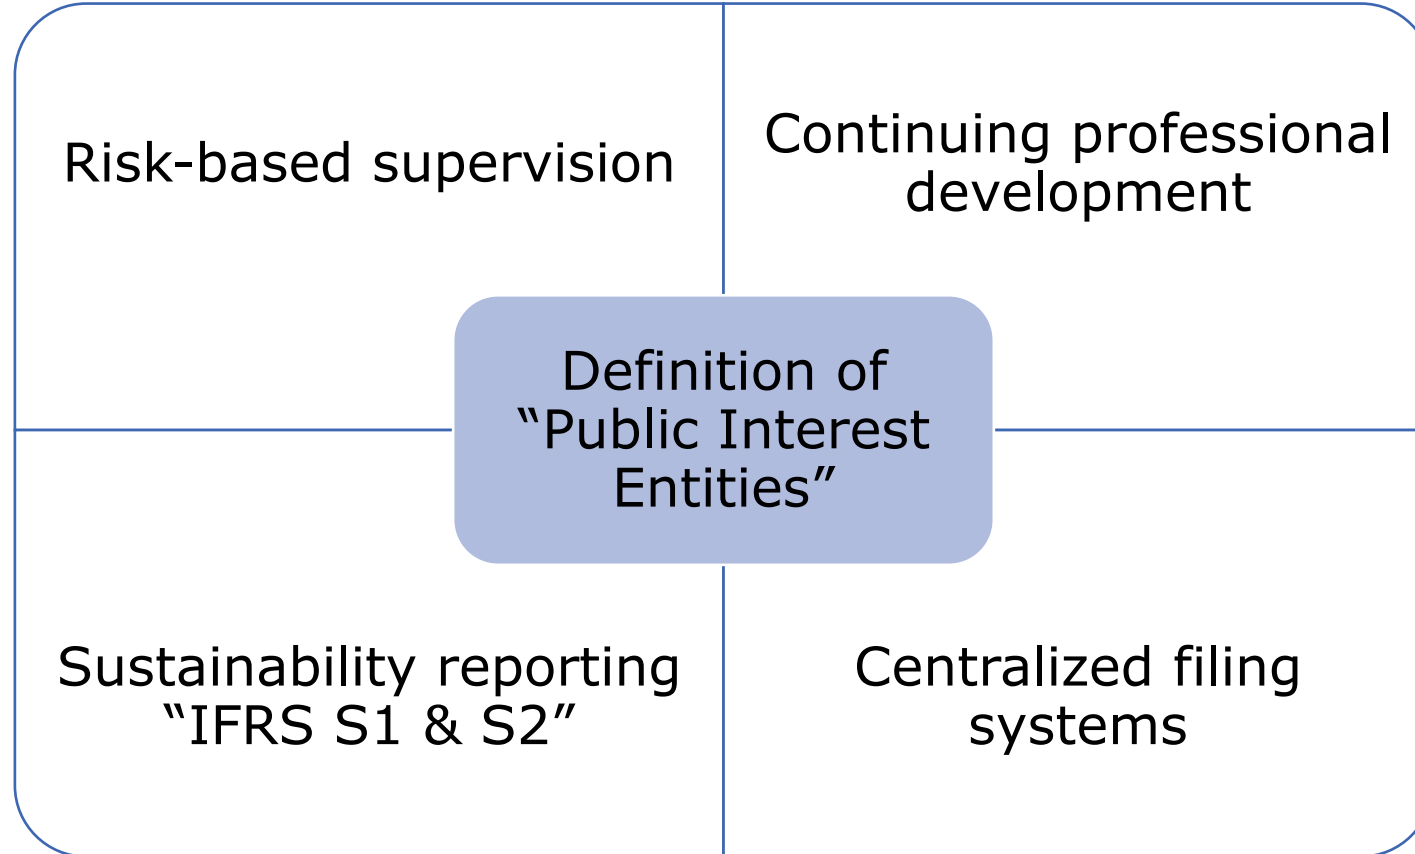 Risk-based supervision
Continuing professional
development
Definition of
“Public Interest
Entities”
Sustainability reporting
“IFRS S1 & S2”
Centralized filing
systems